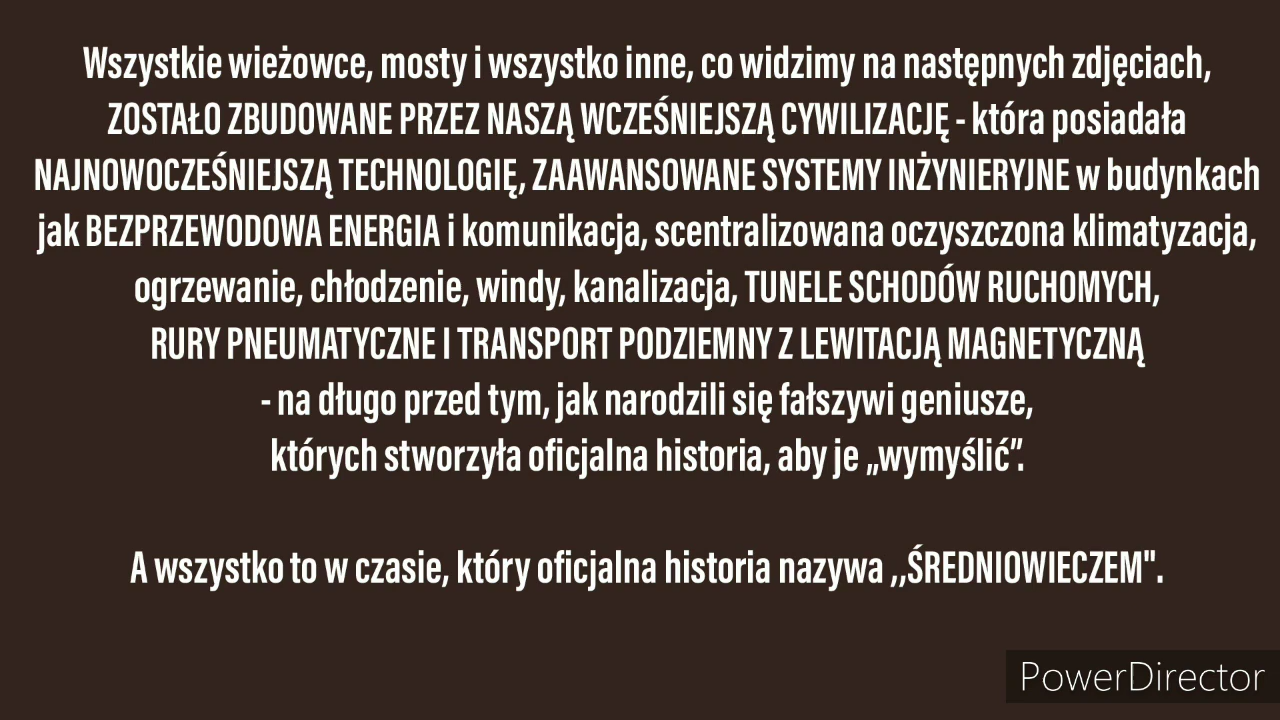 Wszystkie wieżowce, mosty i wszystko inne, co widzimy na następnych zdjęciach,
ZOSTAŁO ZBUDOWANE PRZEZ NASZĄ WCZEŚNIEJSZĄ CYWILIZACJĘ - która posiadała
NAJNOWOCZEŚNIEJSZĄ TECHNOLOGIĘ, ZAAWANSOWANE SYSTEMY INŻYNIERYJNE w budynkach
jak BEZPRZEWODOWA ENERGIA i komunikacja, scentralizowana oczyszczona klimatyzacja,
ogrzewanie, chłodzenie, windy, kanalizacja, TUNELE SCHODÓW RUCHOMYCH,
RURY PNEUMATYCZNE I TRANSPORT PODZIEMNY Z LEWITACJĄ MAGNETYCZNĄ
- na długo przed tym, jak narodzili się fałszywi geniusze,
których stworzyła oficjalna historia, aby je „wymyślić”.
A wszystko to w czasie, który oficjalna historia nazywa ,,ŚREDNIOWIECZEM".
PowerDirector